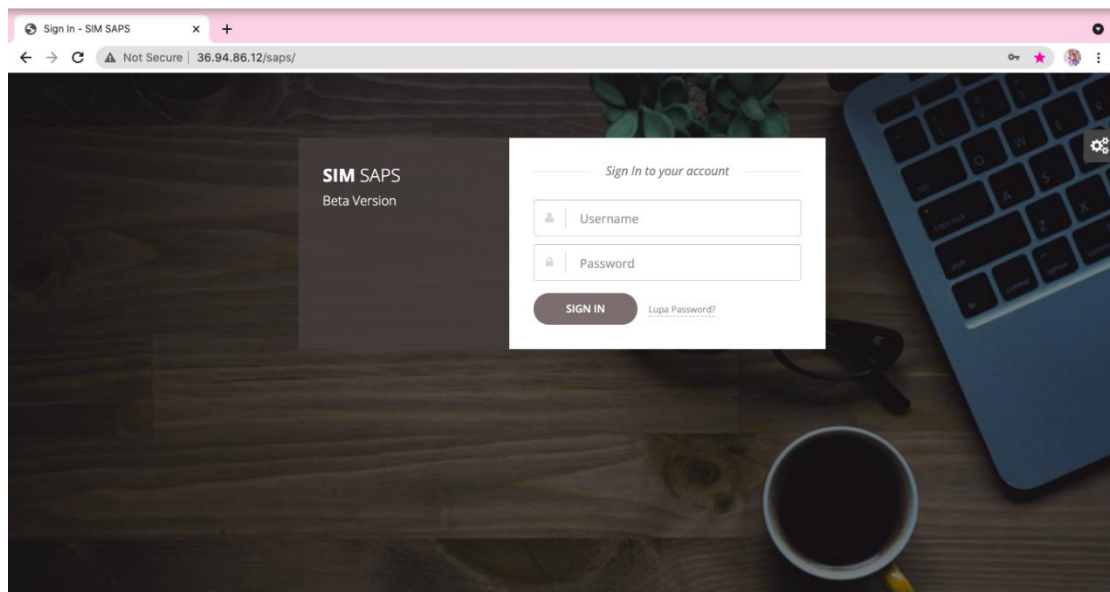 Sign In - SIM SAPS
Not Secure 36.94.86.12/saps/
SIM SAPS
Beta Version
Sign In to your account
Username
Password
SIGN IN Lupa Password?